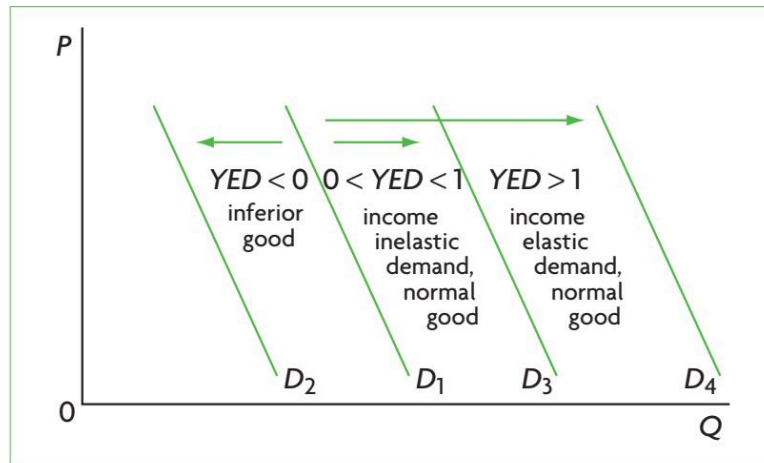 P
YED < 0 0 < YED < 1 YED > 1
inferior
good
income
inelastic
demand,
normal
good
income
elastic
demand,
normal
good
D2 D1 D3 D4
0
Q